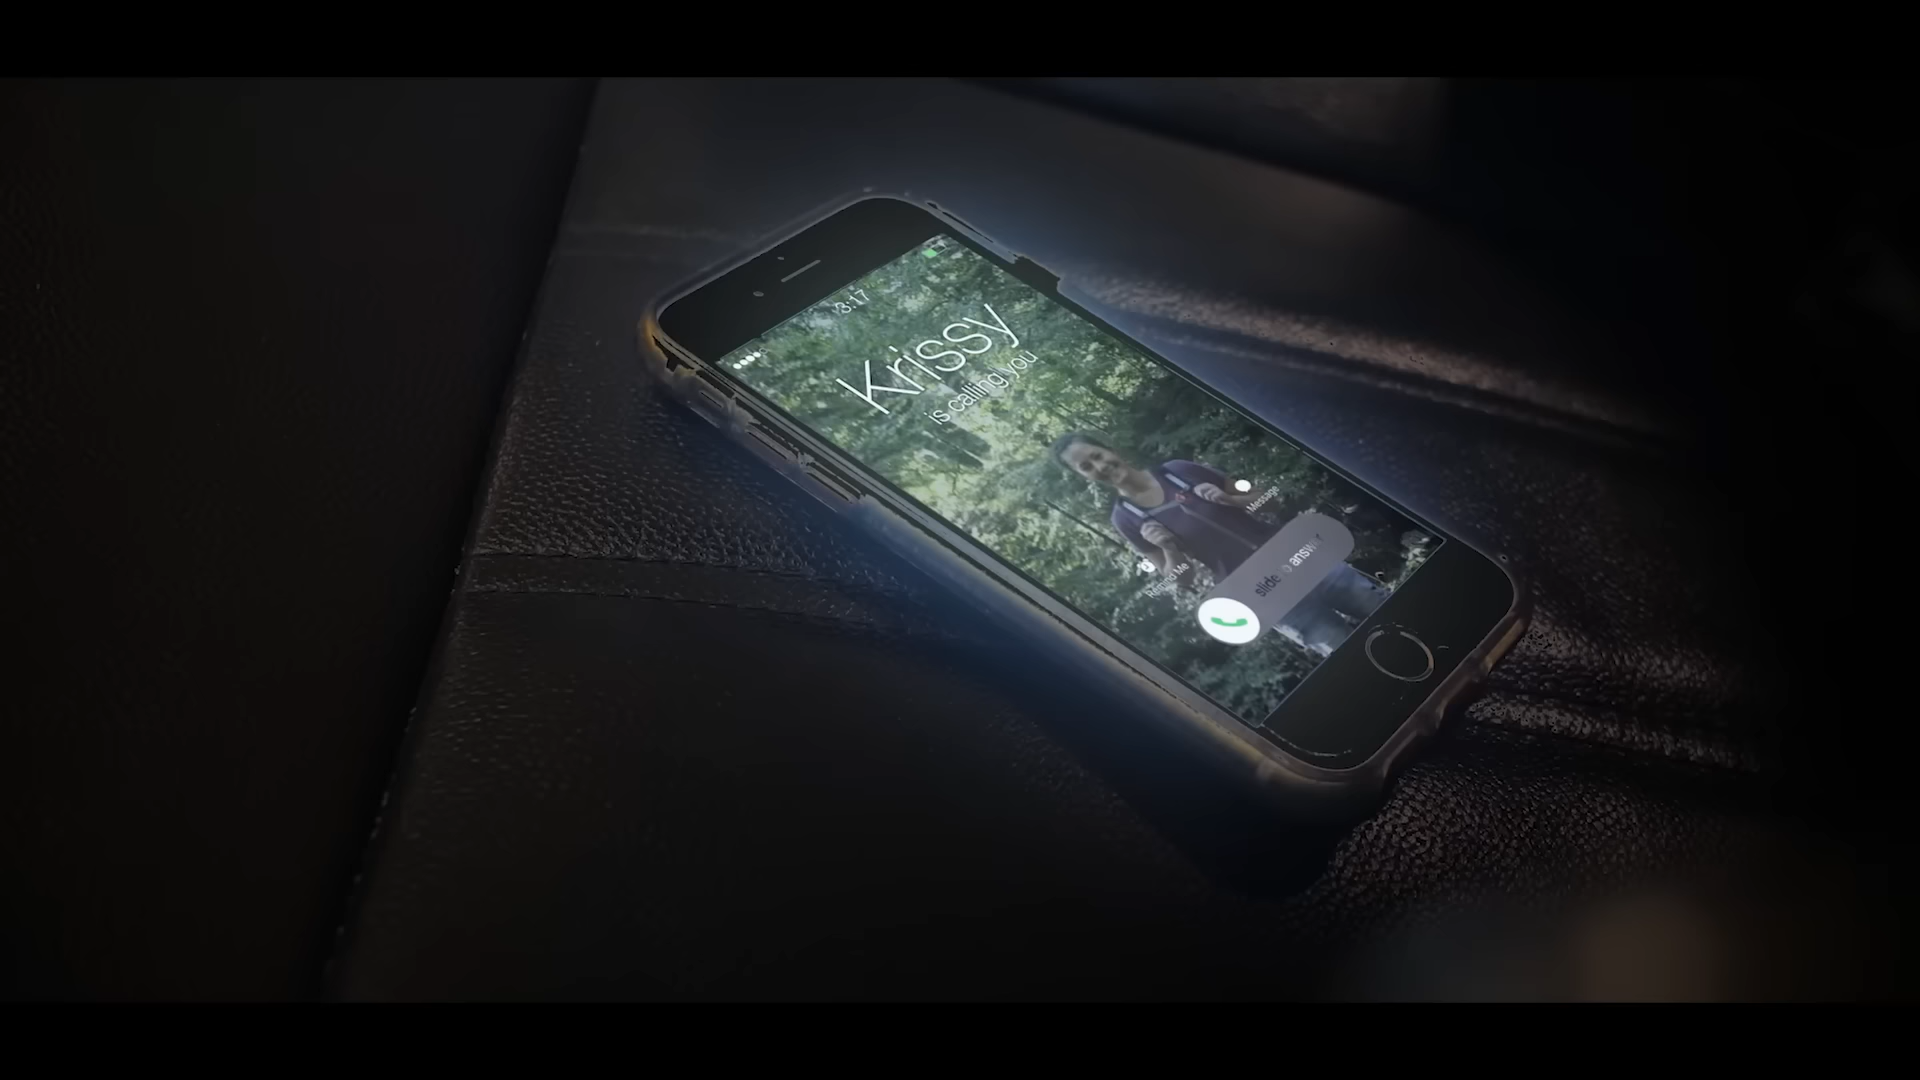 3:17
Krissy
is calling you
Message
Remind Me
slide to answer